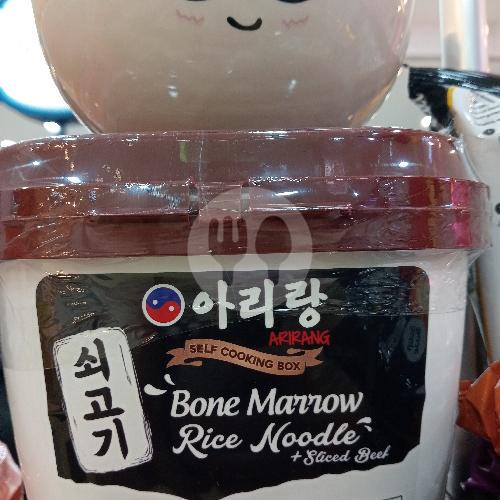 아리랑
ARIRANG
SELF COOKING BOX
쇠고기
Bone Marrow
Rice Noodle
+ Sliced Beef